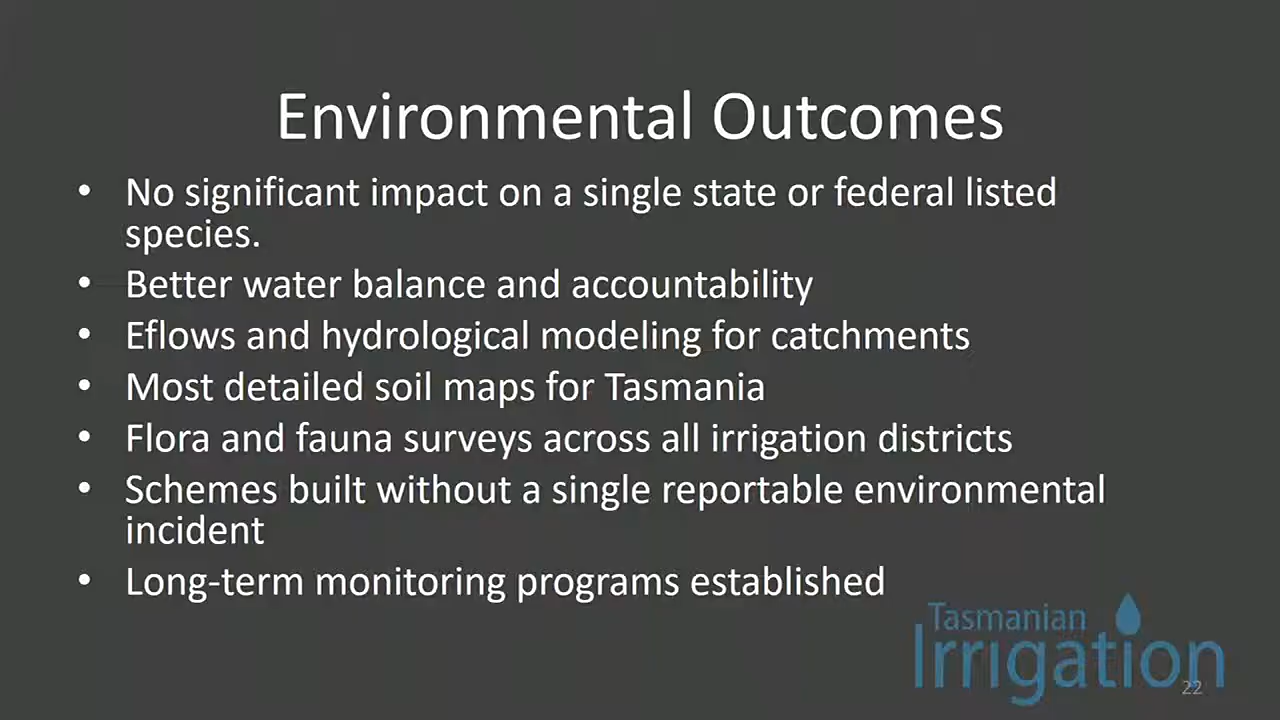 Environmental Outcomes
• No significant impact on a single state or federal listed
species.
• Better water balance and accountability
• Eflows and hydrological modeling for catchments
• Most detailed soil maps for Tasmania
• Flora and fauna surveys across all irrigation districts
• Schemes built without a single reportable environmental
incident
• Long-term monitoring programs established
Tasmanian
Irrigation
22